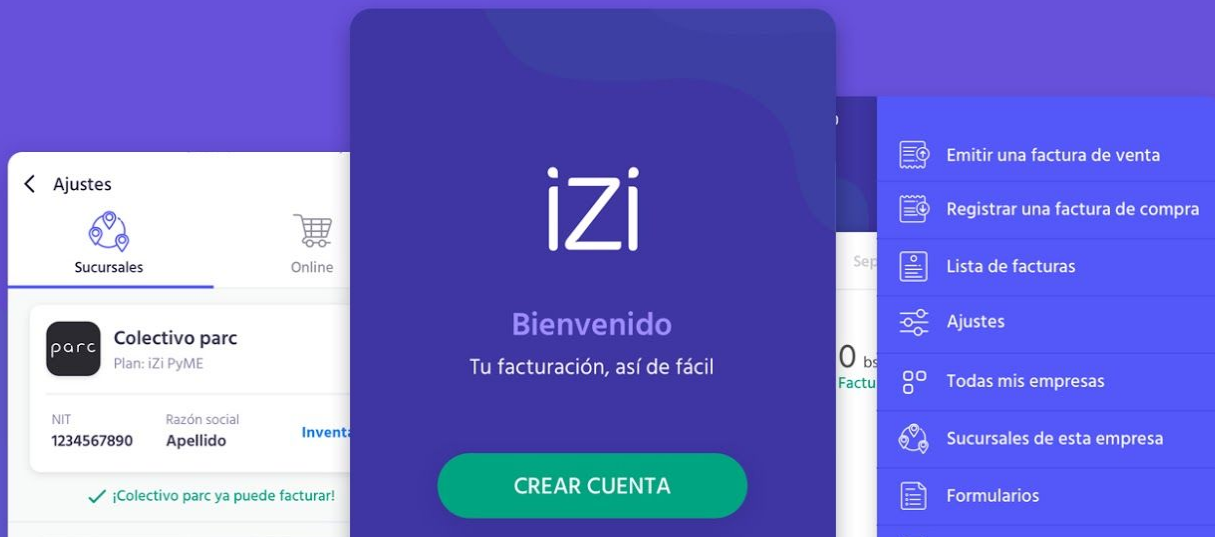 Ajustes
Sucursales
Online
parc
Colectivo parc
Plan: iZi PyME
NIT
Razón social
1234567890
Apellido
¡Colectivo parc ya puede facturar!
iZi
Bienvenido
Tu facturación, así de fácil
CREAR CUENTA
Sep
0 bs
Factu
Emitir una factura de venta
Registrar una factura de compra
Lista de facturas
Ajustes
Todas mis empresas
Sucursales de esta empresa
Formularios